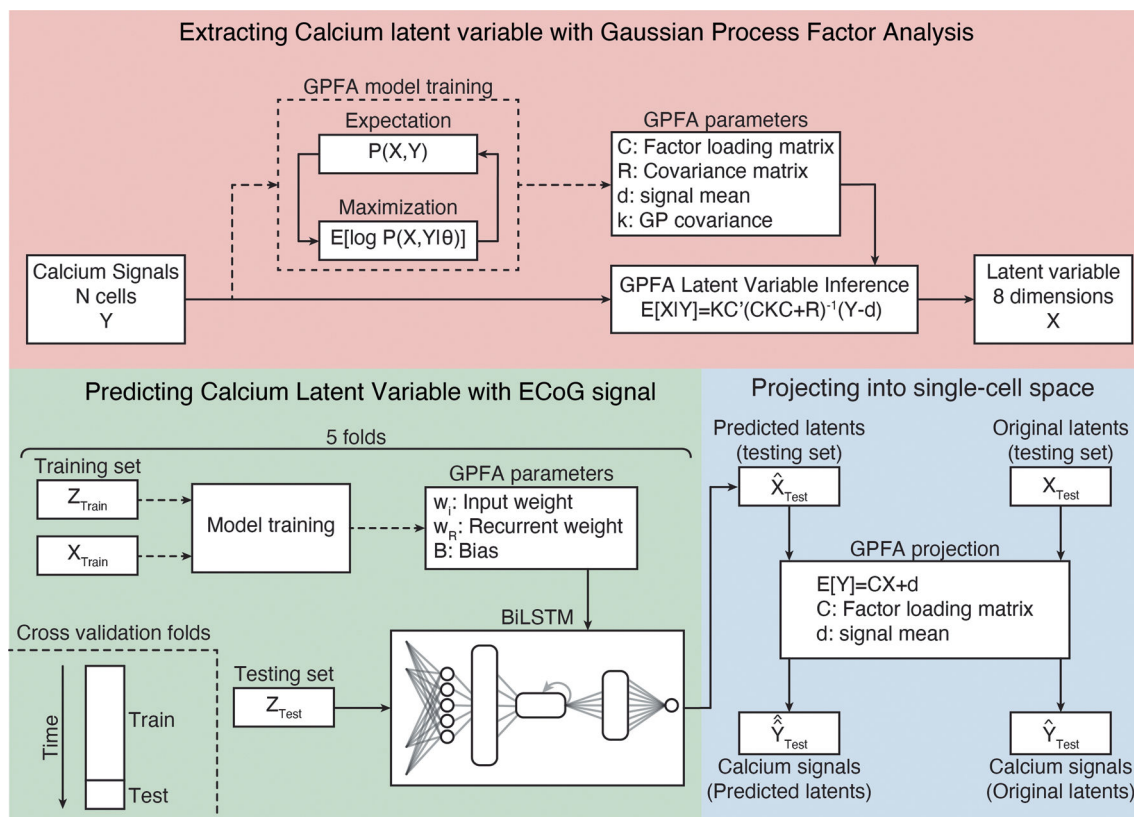 Extracting Calcium latent variable with Gaussian Process Factor Analysis
GPFA model training
Expectation
P(X,Y)
Maximization
E[log P(X,Y|θ)]
GPFA parameters
C: Factor loading matrix
R: Covariance matrix
d: signal mean
k: GP covariance
Calcium Signals
N cells
Y
GPFA Latent Variable Inference
E[X|Y]=KC'(CKC+R)⁻¹(Y-d)
Latent variable
8 dimensions
X
Predicting Calcium Latent Variable with ECoG signal
5 folds
Training set
Z_Train
X_Train
Model training
GPFA parameters
w_i: Input weight
w_R: Recurrent weight
B: Bias
BiLSTM
Cross validation folds
Time
Train
Test
Testing set
Z_Test
Projecting into single-cell space
Predicted latents
(testing set)
X̂_Test
Original latents
(testing set)
X_Test
GPFA projection
E[Y]=CX+d
C: Factor loading matrix
d: signal mean
Ŷ̂_Test
Calcium signals
(Predicted latents)
Ŷ_Test
Calcium signals
(Original latents)